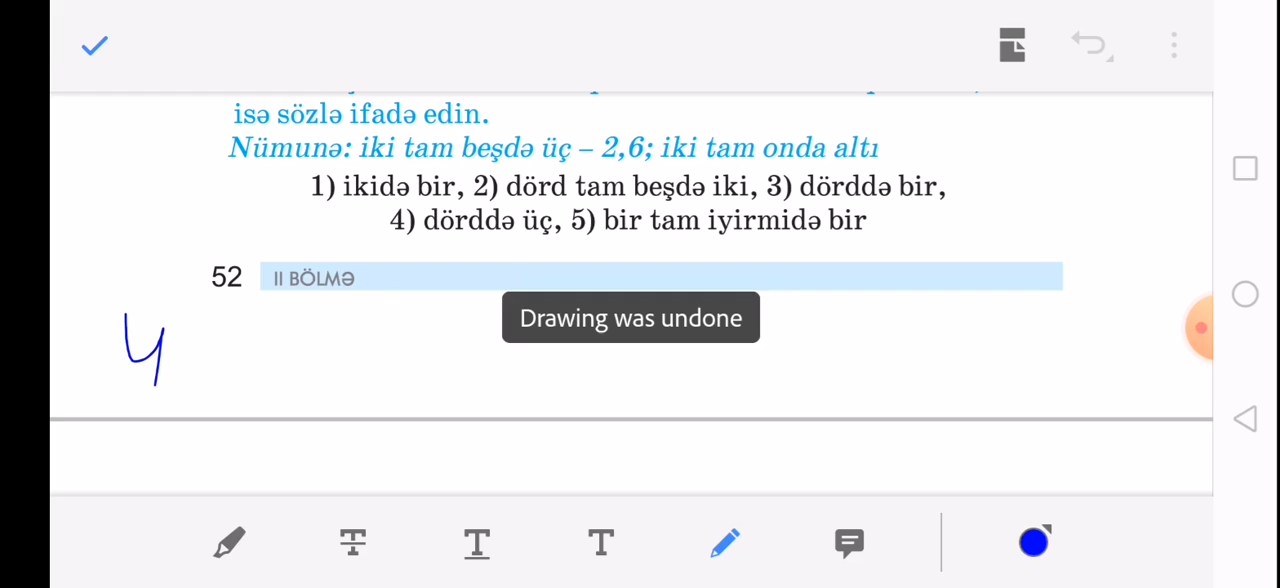 isə sözlə ifadə edin.
Nümunə: iki tam beşdə üç – 2,6; iki tam onda altı
1) ikidə bir, 2) dörd tam beşdə iki, 3) dörddə bir,
4) dörddə üç, 5) bir tam iyirmidə bir
52 II BÖLMƏ
Drawing was undone
4
T T T